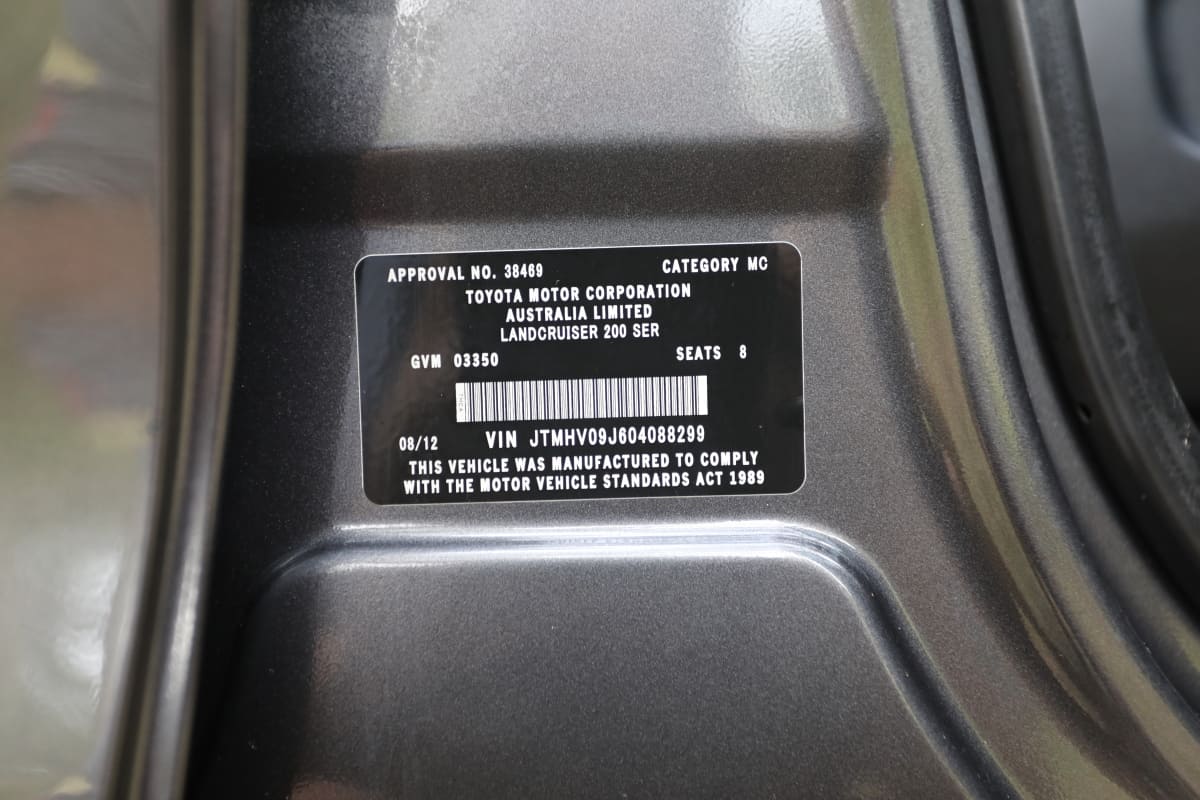 APPROVAL NO. 38469 CATEGORY MC
TOYOTA MOTOR CORPORATION
AUSTRALIA LIMITED
LANDCRUISER 200 SER
GVM 03350 SEATS 8
08/12 VIN JTMHV09J604088299
THIS VEHICLE WAS MANUFACTURED TO COMPLY
WITH THE MOTOR VEHICLE STANDARDS ACT 1989